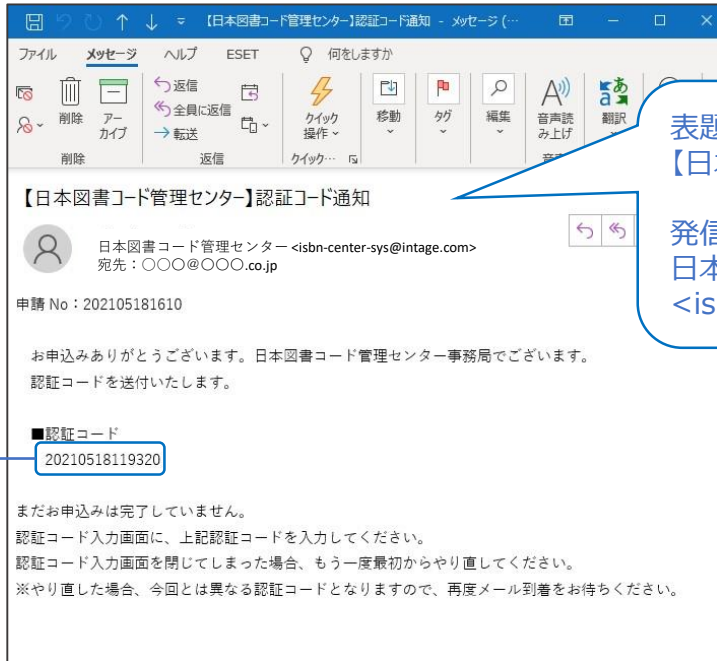 【日本図書コード管理センター】認証コード通知 - メッセージ (…
ファイル メッセージ ヘルプ ESET 何をしますか
削除 アーカイブ
返信
全員に返信
転送
クイック操作
移動
タグ
編集
音声読み上げ
翻訳
削除 返信 クイック…
表題
【日本
発信
日本
<is
【日本図書コード管理センター】認証コード通知
日本図書コード管理センター <isbn-center-sys@intage.com>
宛先:〇〇〇@〇〇〇.co.jp
申請 No:202105181610
お申込みありがとうございます。日本図書コード管理センター事務局でございます。
認証コードを送付いたします。
■認証コード
20210518119320
まだお申込みは完了していません。
認証コード入力画面に、上記認証コードを入力してください。
認証コード入力画面を閉じてしまった場合、もう一度最初からやり直してください。
※やり直した場合、今回とは異なる認証コードとなりますので、再度メール到着をお待ちください。